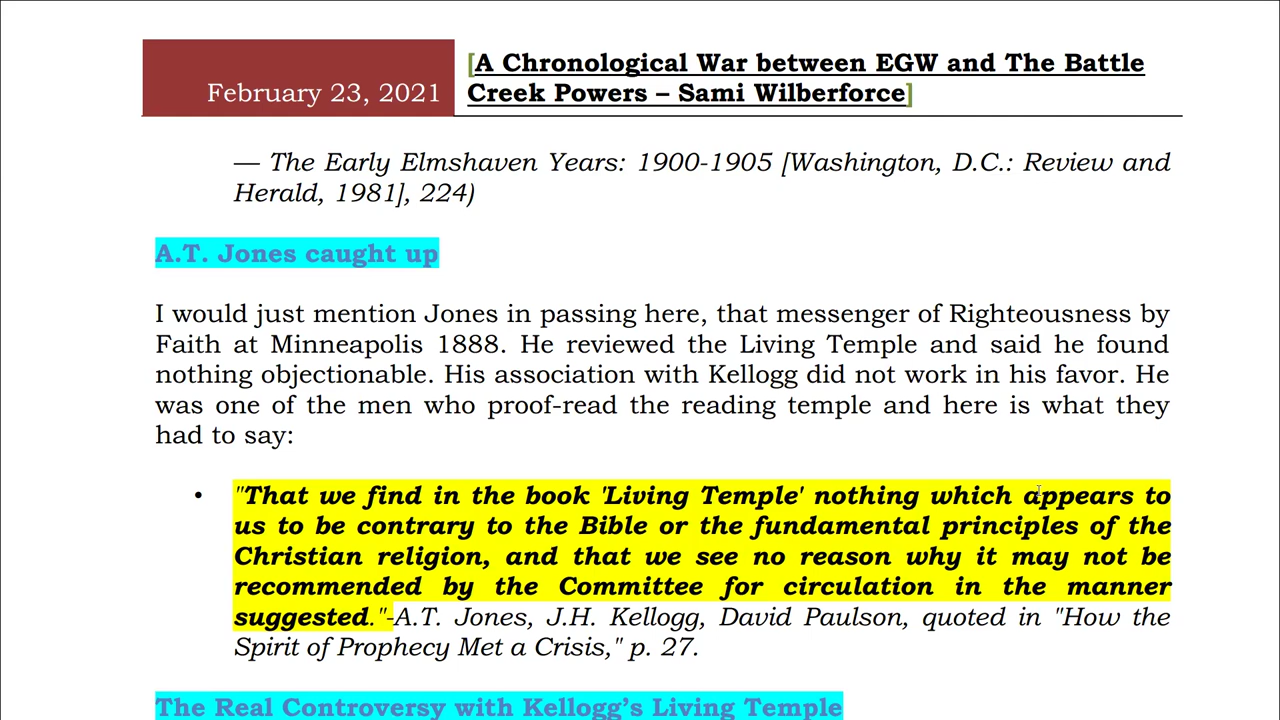 February 23, 2021
[A Chronological War between EGW and The Battle
Creek Powers – Sami Wilberforce]
— The Early Elmshaven Years: 1900-1905 [Washington, D.C.: Review and
Herald, 1981], 224)
A.T. Jones caught up
I would just mention Jones in passing here, that messenger of Righteousness by
Faith at Minneapolis 1888. He reviewed the Living Temple and said he found
nothing objectionable. His association with Kellogg did not work in his favor. He
was one of the men who proof-read the reading temple and here is what they
had to say:
• "That we find in the book 'Living Temple' nothing which appears to
us to be contrary to the Bible or the fundamental principles of the
Christian religion, and that we see no reason why it may not be
recommended by the Committee for circulation in the manner
suggested."-A.T. Jones, J.H. Kellogg, David Paulson, quoted in "How the
Spirit of Prophecy Met a Crisis," p. 27.
The Real Controversy with Kellogg’s Living Temple